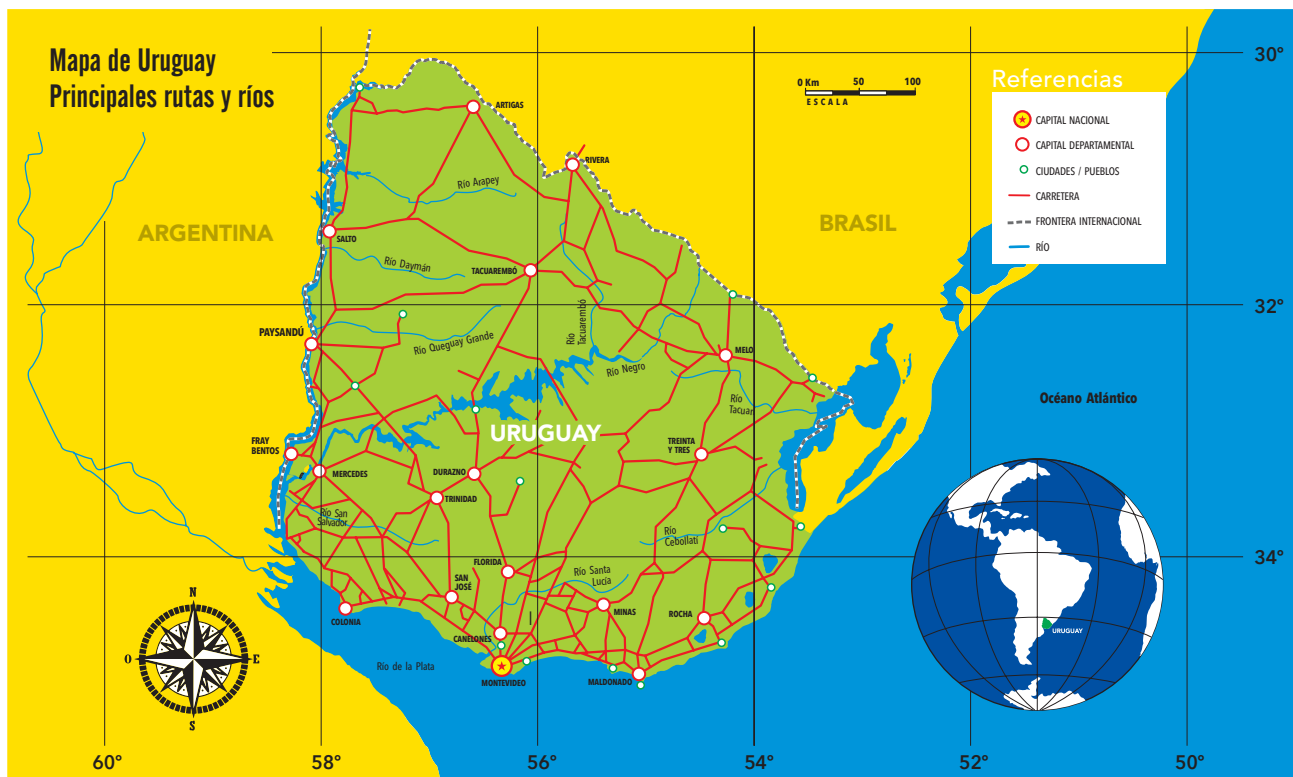 Mapa de Uruguay
Principales rutas y ríos
0 Km 50 100
ESCALA
Referencias
CAPITAL NACIONAL
CAPITAL DEPARTAMENTAL
CIUDADES / PUEBLOS
CARRETERA
FRONTERA INTERNACIONAL
RÍO
30°
32°
34°
ARGENTINA
BRASIL
ARTIGAS
RIVERA
Río Arapey
SALTO
Río Daymán
TACUAREMBÓ
PAYSANDÚ
Río Queguay Grande
Río
Tacuarembó
MELO
Río Negro
Río
Tacuar
Océano Atlántico
URUGUAY
FRAY
BENTOS
MERCEDES
DURAZNO
TREINTA
Y TRES
TRINIDAD
Río San
Salvador
Río
Cebollatí
FLORIDA
Río Santa
Lucía
SAN
JOSÉ
COLONIA
MINAS
ROCHA
CANELONES
Río de la Plata
MONTEVIDEO
MALDONADO
N
O
E
S
URUGUAY
60°
58°
56°
54°
52°
50°